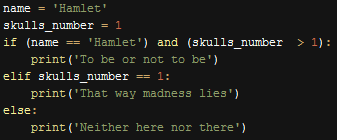 name = 'Hamlet'
skulls_number = 1
if (name == 'Hamlet') and (skulls_number  > 1):
    print('To be or not to be')
elif skulls_number == 1:
    print('That way madness lies')
else:
    print('Neither here nor there')